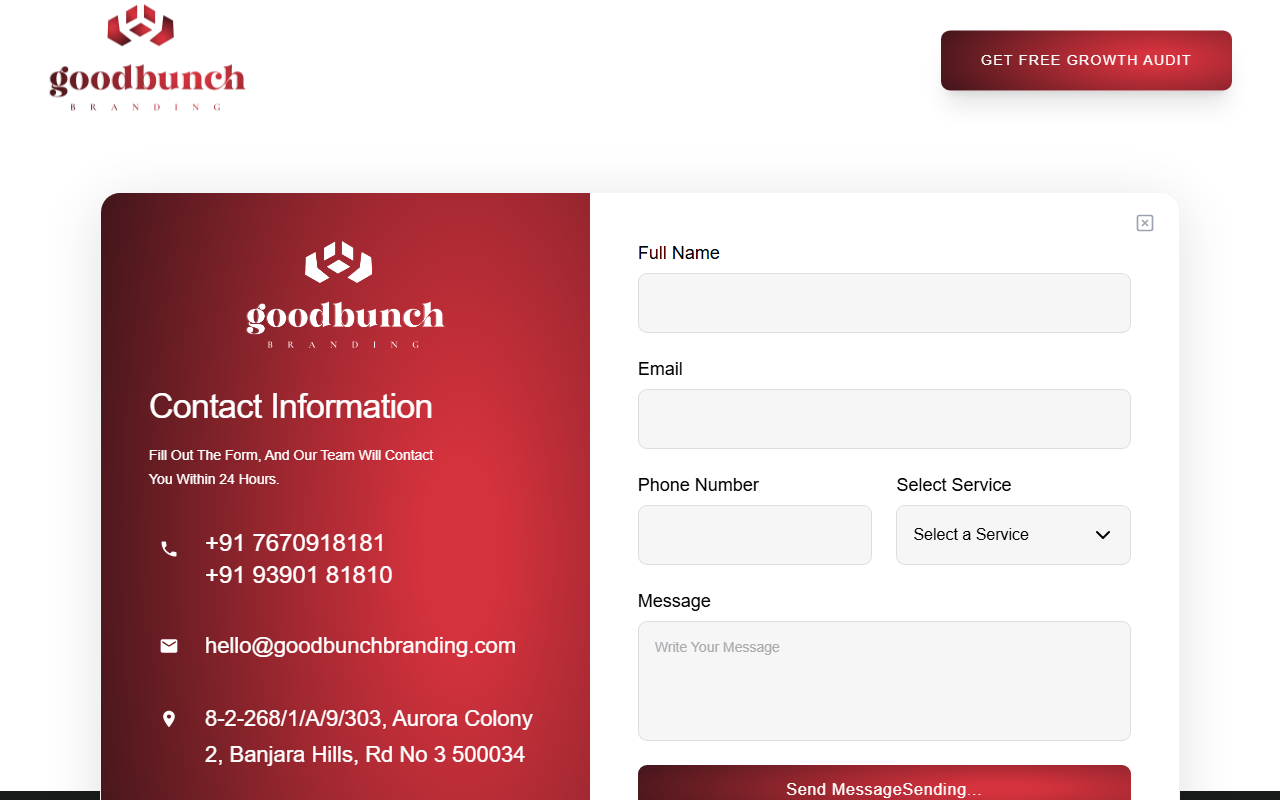 goodbunch
BRANDING
GET FREE GROWTH AUDIT
goodbunch
BRANDING
Contact Information
Fill Out The Form, And Our Team Will Contact
You Within 24 Hours.
+91 7670918181
+91 93901 81810
hello@goodbunchbranding.com
8-2-268/1/A/9/303, Aurora Colony
2, Banjara Hills, Rd No 3 500034
Full Name
Email
Phone Number
Select Service
Select a Service
Message
Write Your Message
Send MessageSending...